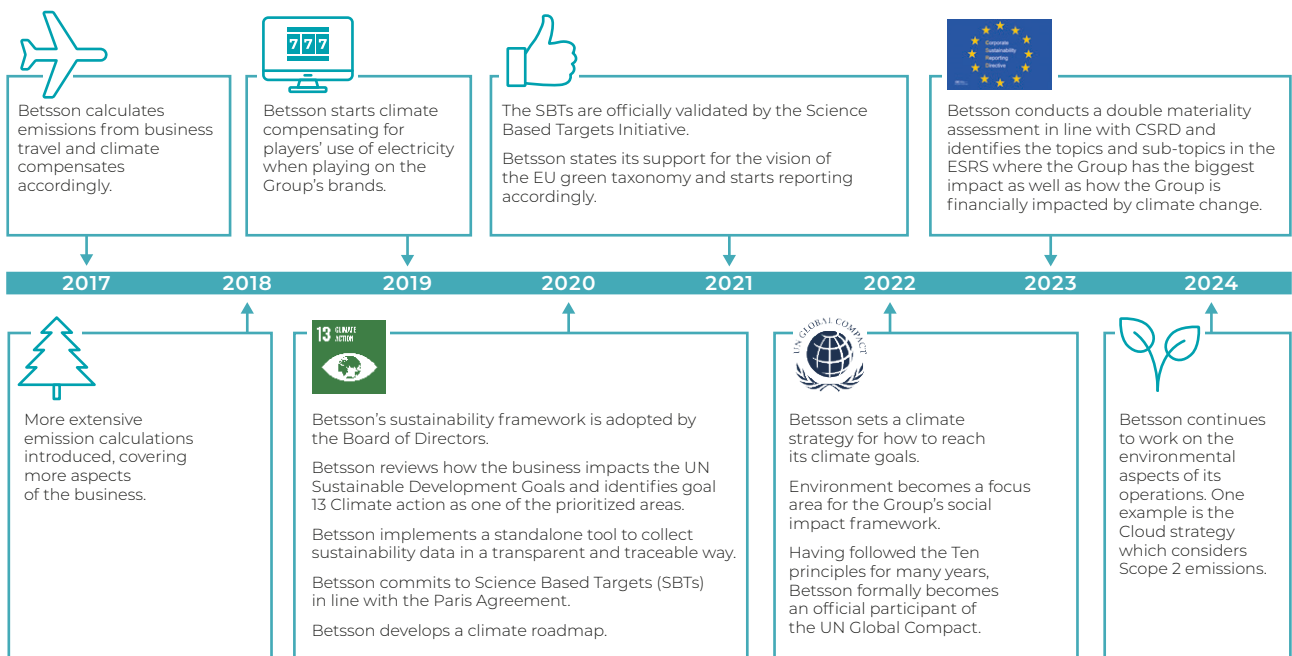 777
Corporate
Sustainability
Reporting
Directive
Betsson calculates
emissions from business
travel and climate
compensates
accordingly.
Betsson starts climate
compensating for
players’ use of electricity
when playing on the
Group’s brands.
The SBTs are officially validated by the Science
Based Targets Initiative.
Betsson states its support for the vision of
the EU green taxonomy and starts reporting
accordingly.
Betsson conducts a double materiality
assessment in line with CSRD and
identifies the topics and sub-topics in the
ESRS where the Group has the biggest
impact as well as how the Group is
financially impacted by climate change.
2017 2018 2019 2020 2021 2022 2023 2024
More extensive
emission calculations
introduced, covering
more aspects
of the business.
13 CLIMATE
ACTION
Betsson’s sustainability framework is adopted by
the Board of Directors.
Betsson reviews how the business impacts the UN
Sustainable Development Goals and identifies goal
13 Climate action as one of the prioritized areas.
Betsson implements a standalone tool to collect
sustainability data in a transparent and traceable way.
Betsson commits to Science Based Targets (SBTs)
in line with the Paris Agreement.
Betsson develops a climate roadmap.
UN GLOBAL COMPACT
Betsson sets a climate
strategy for how to reach
its climate goals.
Environment becomes a focus
area for the Group’s social
impact framework.
Having followed the Ten
principles for many years,
Betsson formally becomes
an official participant of
the UN Global Compact.
Betsson continues
to work on the
environmental
aspects of its
operations. One
example is the
Cloud strategy
which considers
Scope 2 emissions.